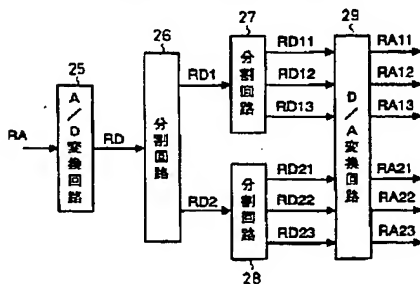 27
29
26
25
RA
A/D変換回路
RD
分割回路
RD1
分割回路
RD11
RD12
RD13
D/A変換回路
RA11
RA12
RA13
RD2
分割回路
RD21
RD22
RD23
RA21
RA22
RA23
28